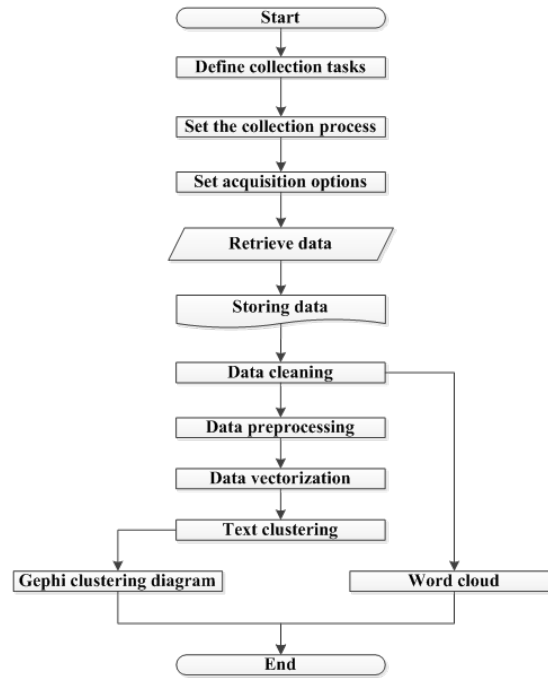 Start
Define collection tasks
Set the collection process
Set acquisition options
Retrieve data
Storing data
Data cleaning
Data preprocessing
Data vectorization
Text clustering
Gephi clustering diagram
Word cloud
End